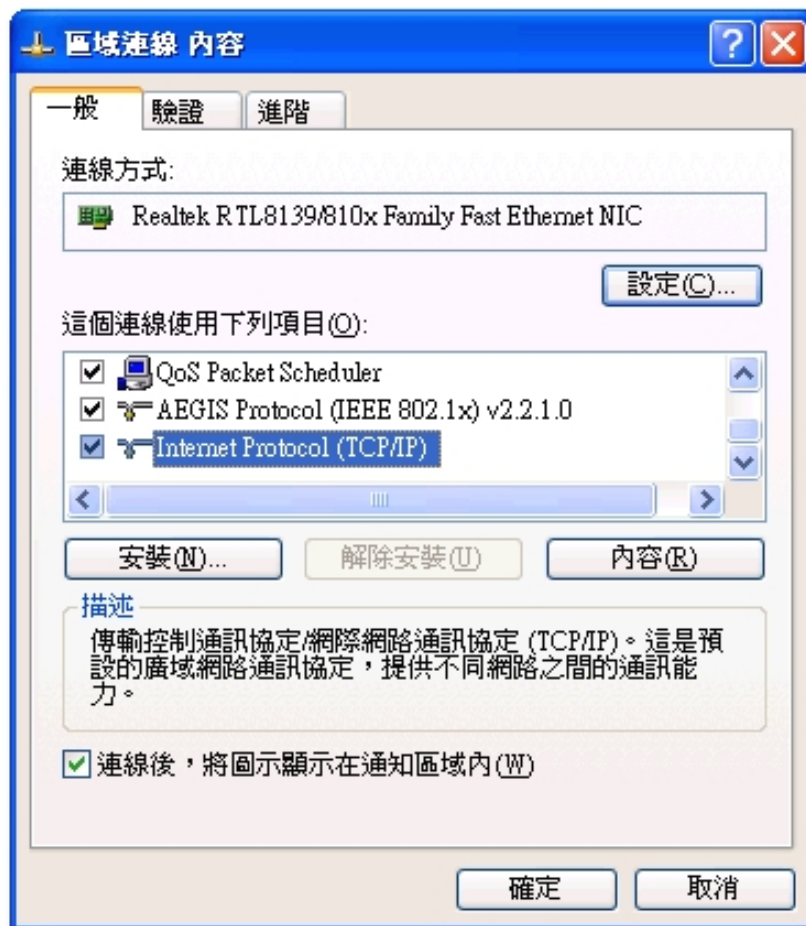 區域連線 內容
一般
驗證
進階
連線方式:
Realtek RTL8139/810x Family Fast Ethernet NIC
設定(C)...
這個連線使用下列項目(O):
QoS Packet Scheduler
AEGIS Protocol (IEEE 802.1x) v2.2.1.0
Internet Protocol (TCP/IP)
安裝(N)...
解除安裝(U)
內容(R)
描述
傳輸控制通訊協定/網際網路通訊協定 (TCP/IP)。這是預
設的廣域網路通訊協定，提供不同網路之間的通訊能
力。
連線後，將圖示顯示在通知區域內(W)
確定
取消